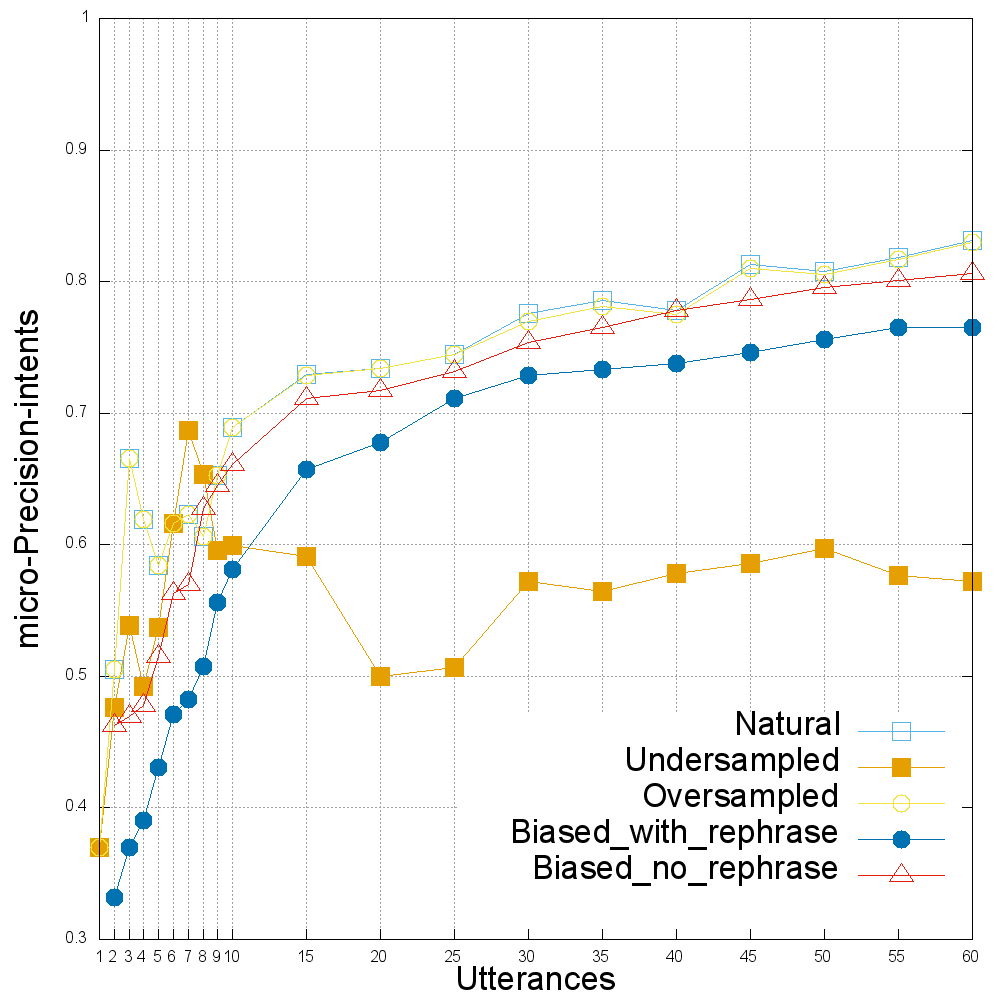 1
0.9
0.8
0.7
0.6
0.5
0.4
0.3
micro-Precision-intents
Natural
Undersampled
Oversampled
Biased_with_rephrase
Biased_no_rephrase
1 2 3 4 5 6 7 8 9 10 15 20 25 30 35 40 45 50 55 60
Utterances